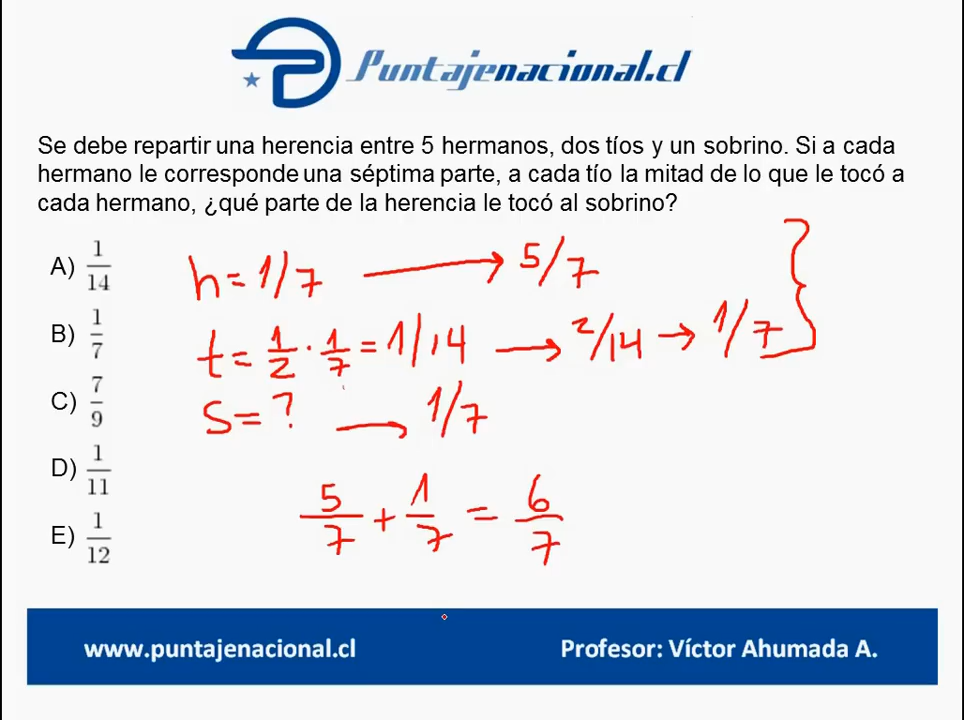 Puntajenacional.cl
Se debe repartir una herencia entre 5 hermanos, dos tíos y un sobrino. Si a cada
hermano le corresponde una séptima parte, a cada tío la mitad de lo que le tocó a
cada hermano, ¿qué parte de la herencia le tocó al sobrino?
A) 1/14
h = 1/7 → 5/7
B) 1/7
t = 1/2 · 1/7 = 1/14 → 2/14 → 1/7
C) 7/9
S = ? → 1/7
D) 1/11
5/7 + 1/7 = 6/7
E) 1/12
www.puntajenacional.cl
Profesor: Víctor Ahumada A.